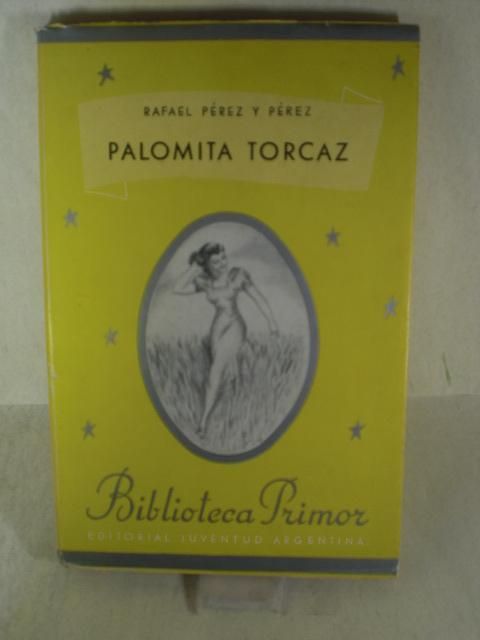 RAFAEL PÉREZ Y PÉREZ
PALOMITA TORCAZ
Biblioteca Primor
EDITORIAL JUVENTUD ARGENTINA